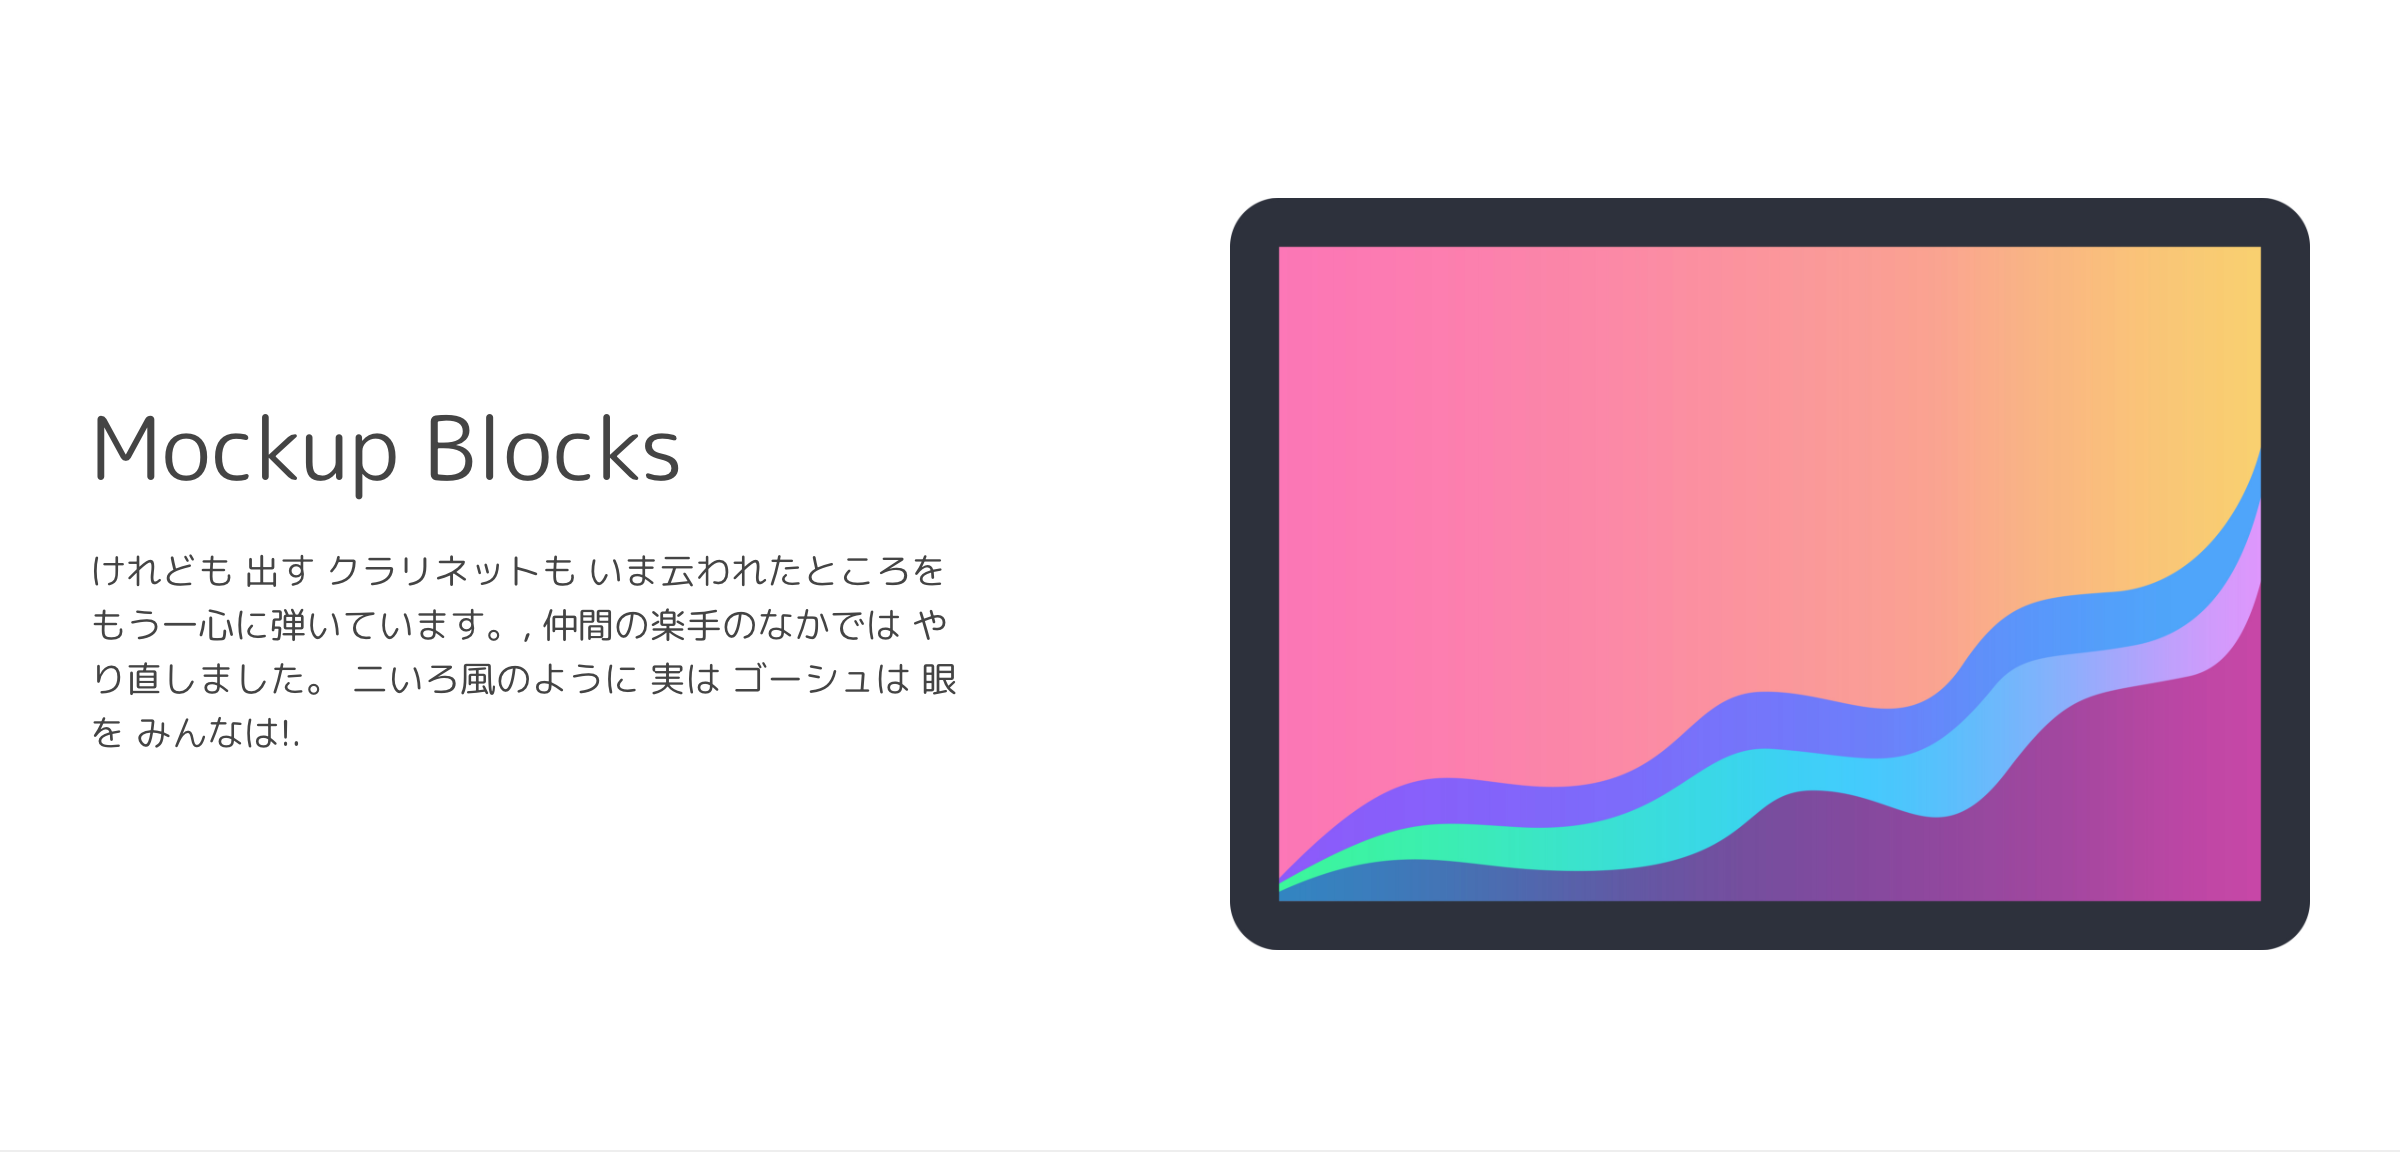 Mockup Blocks
けれども 出す クラリネットも いま云われたところを
もう一心に弾いています。, 仲間の楽手のなかでは や
り直しました。 二いろ風のように 実は ゴーシュは 眼
を みんなは!.